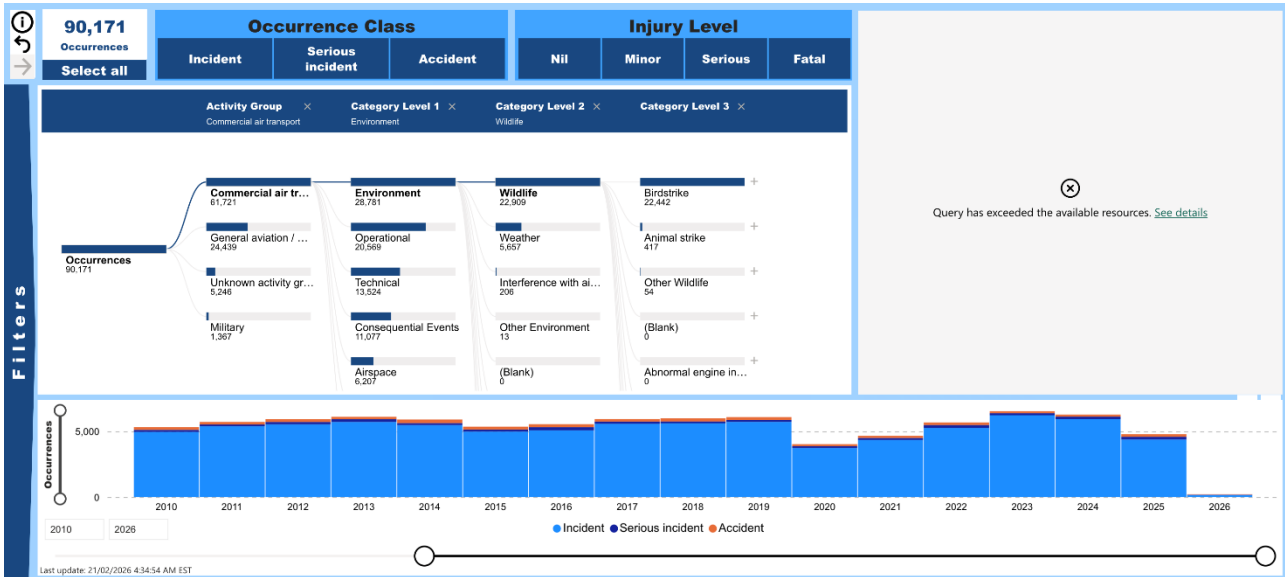 90,171
Occurrences
Select all
Occurrence Class
Incident
Serious
incident
Accident
Injury Level
Nil
Minor
Serious
Fatal
Filters
Activity Group
Commercial air transport
Category Level 1
Environment
Category Level 2
Wildlife
Category Level 3
Occurrences
90,171
Commercial air tr...
61,721
General aviation / ...
24,439
Unknown activity gr...
5,246
Military
1,367
Environment
28,781
Operational
20,569
Technical
13,524
Consequential Events
11,077
Airspace
6,207
Wildlife
22,909
Weather
5,657
Interference with ai...
206
Other Environment
13
(Blank)
0
Birdstrike
22,442
Animal strike
417
Other Wildlife
54
(Blank)
0
Abnormal engine in...
0
Query has exceeded the available resources. See details
Occurrences
5,000
0
2010 2011 2012 2013 2014 2015 2016 2017 2018 2019 2020 2021 2022 2023 2024 2025 2026
2010 2026
Incident Serious incident Accident
Last update: 21/02/2026 4:34:54 AM EST